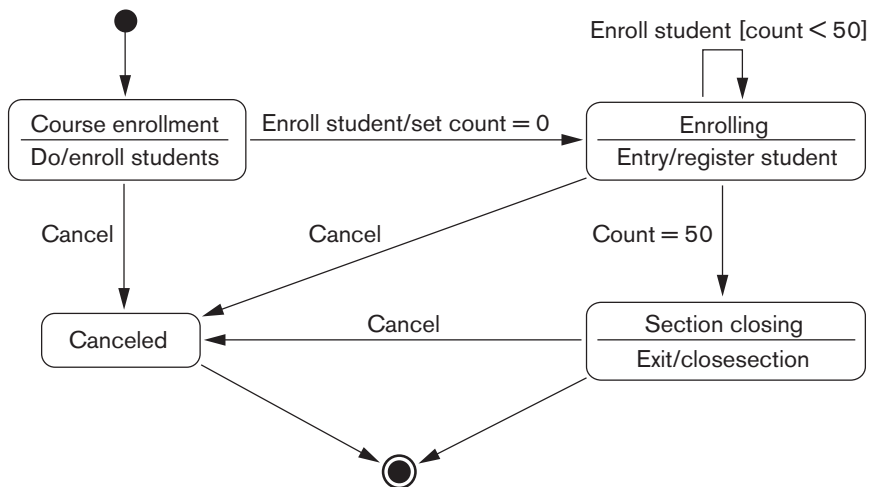 Enroll student [count < 50]
Course enrollment
Do/enroll students
Enroll student/set count = 0
Enrolling
Entry/register student
Cancel
Cancel
Count = 50
Canceled
Cancel
Section closing
Exit/closesection